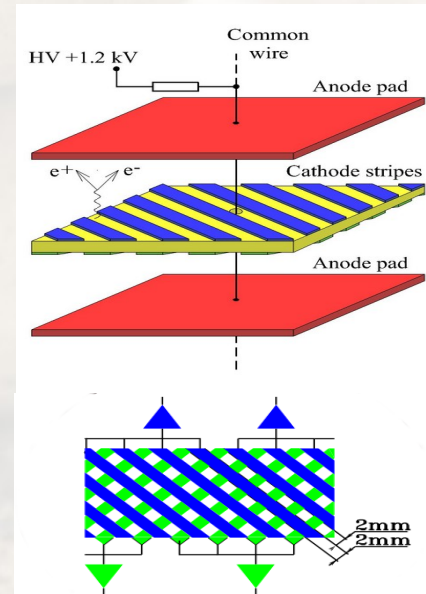 Common
wire
HV +1.2 kV
Anode pad
e+
e-
Cathode stripes
Anode pad
2mm
2mm